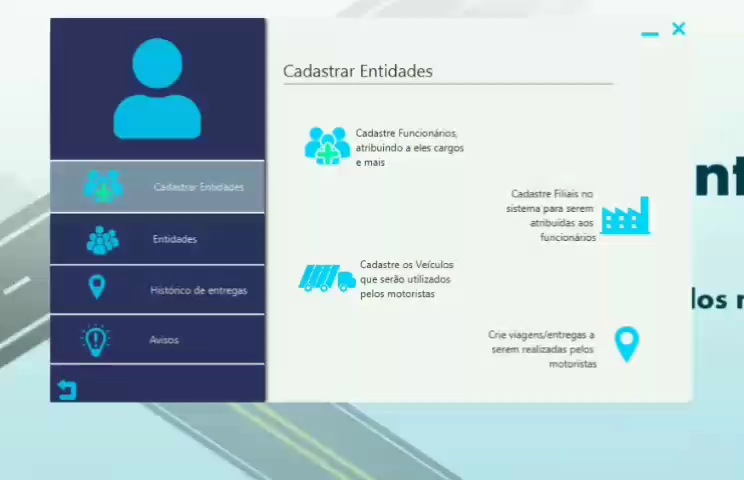 Cadastrar Entidades
Entidades
Histórico de entregas
Avisos
Cadastrar Entidades
Cadastre Funcionários,
atribuindo a eles cargos
e mais
Cadastre Filiais no
sistema para serem
atribuídas aos
funcionários
Cadastre os Veículos
que serão utilizados
pelos motoristas
Crie viagens/entregas a
serem realizadas pelos
motoristas